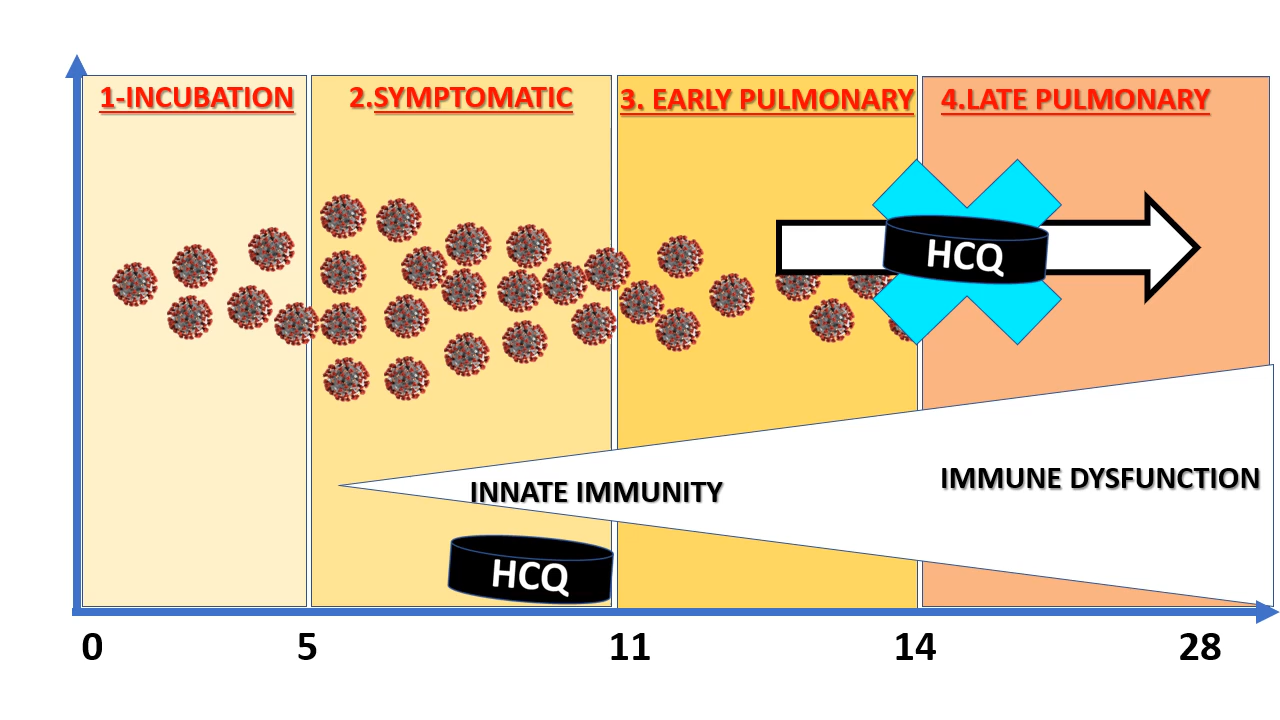 1-INCUBATION
2.SYMPTOMATIC
3. EARLY PULMONARY
4.LATE PULMONARY
HCQ
INNATE IMMUNITY
IMMUNE DYSFUNCTION
HCQ
0
5
11
14
28